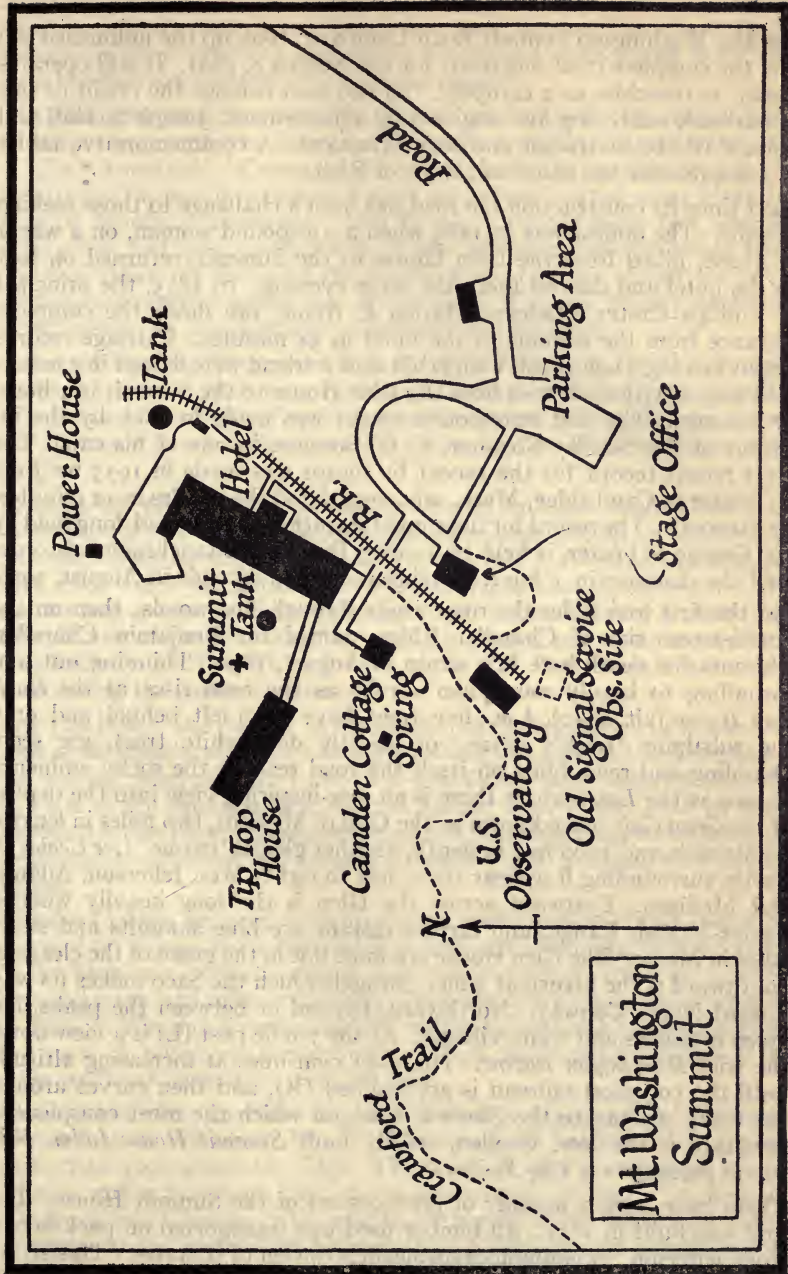 Power House
Tank
Hotel
Summit
+ Tank
Tip Top
House
R.R.
Road
Parking Area
Stage Office
Camden Cottage
Spring
U.S.
Observatory
Old Signal Service
Obs. Site
N
Crawford Trail
Mt. Washington
Summit